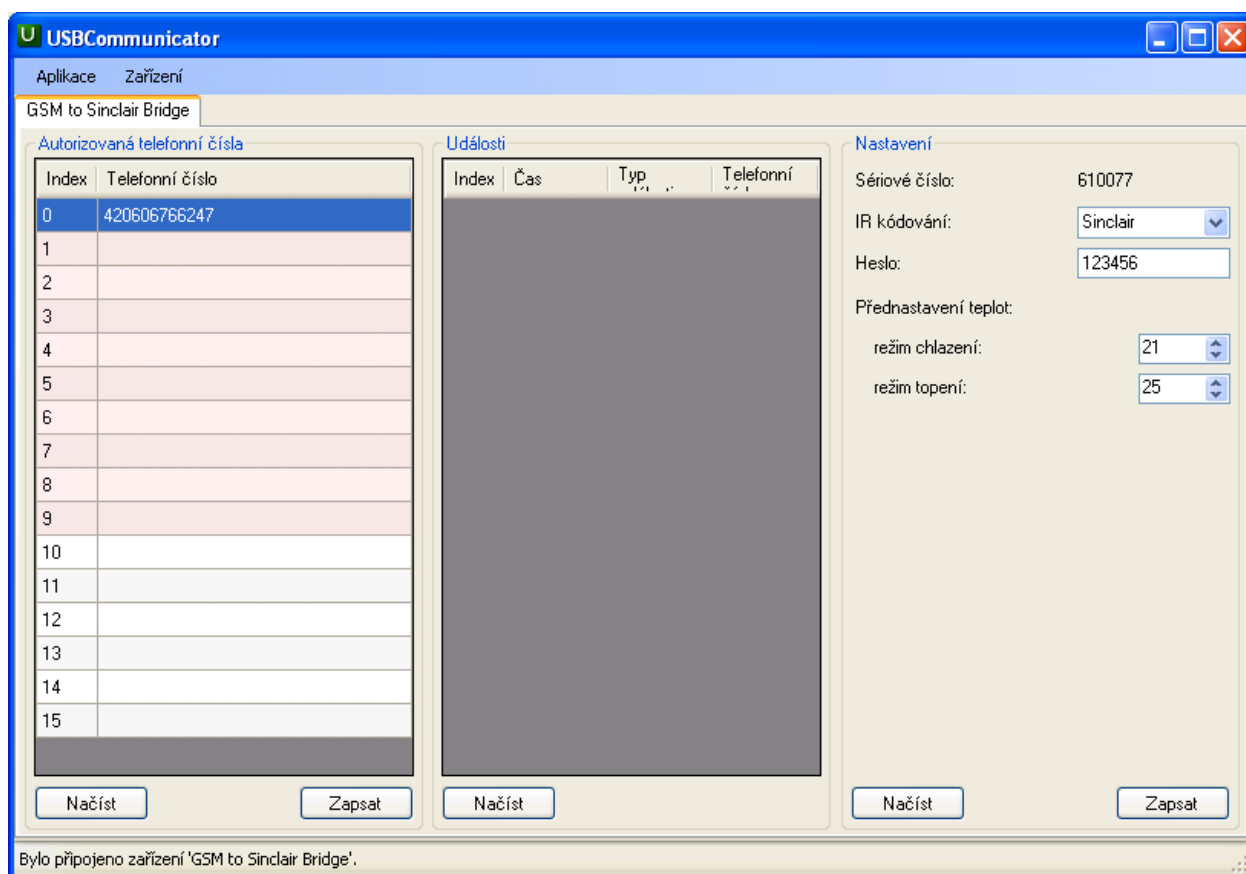 USBCommunicator
Aplikace Zařízení
GSM to Sinclair Bridge
Autorizovaná telefonní čísla
Index Telefonní číslo
0 420606766247
1
2
3
4
5
6
7
8
9
10
11
12
13
14
15
Načíst Zapsat
Události
Index Čas Typ Telefonní
Načíst
Nastavení
Sériové číslo: 610077
IR kódování: Sinclair
Heslo: 123456
Přednastavení teplot:
režim chlazení: 21
režim topení: 25
Načíst Zapsat
Bylo připojeno zařízení 'GSM to Sinclair Bridge'.